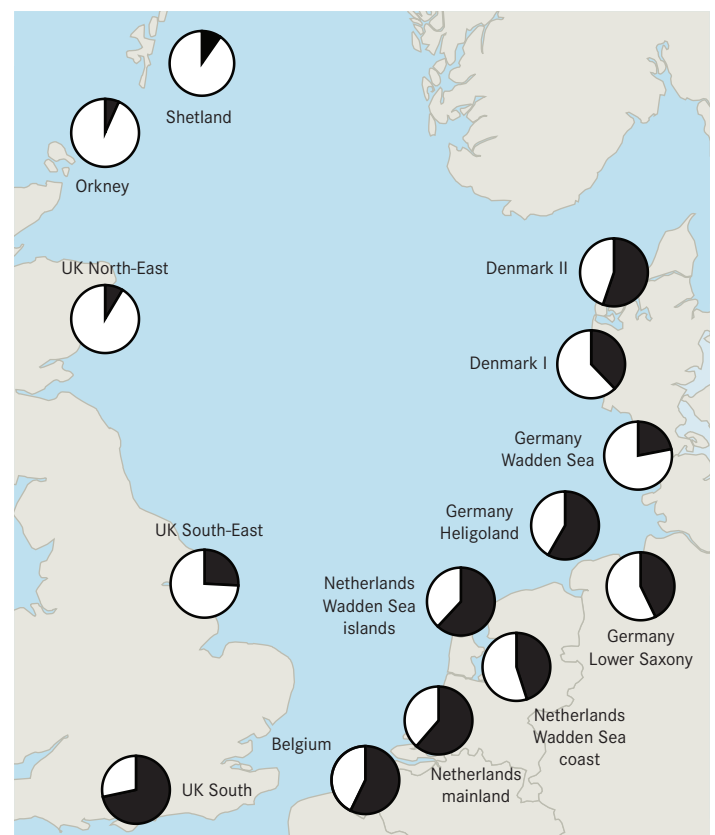 Shetland
Orkney
UK North-East
Denmark II
Denmark I
Germany
Wadden Sea
Germany
Heligoland
UK South-East
Netherlands
Wadden Sea
islands
Germany
Lower Saxony
Netherlands
Wadden Sea
coast
Belgium
Netherlands
mainland
UK South